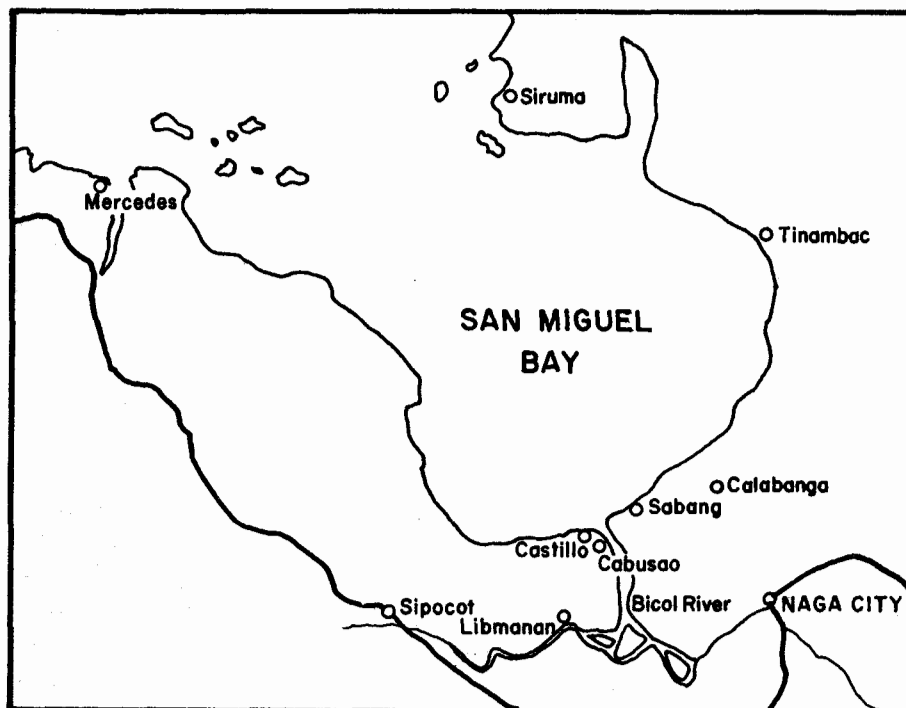 Siruma
Mercedes
Tinambac
SAN MIGUEL
BAY
Calabanga
Sabang
Castillo
Cabusao
Sipocot
Libmanan
Bicol River
NAGA CITY